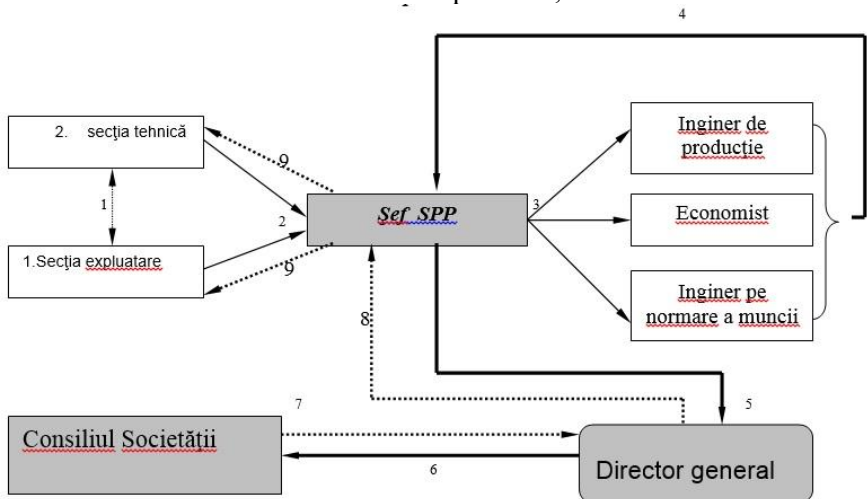 4
2. secţia tehnică
Inginer de
producţie
9
1
2
Sef SPP
3
Economist
1.Secţia expluatare
9
Inginer pe
normare a muncii
8
7
5
Consiliul Societăţii
6
Director general